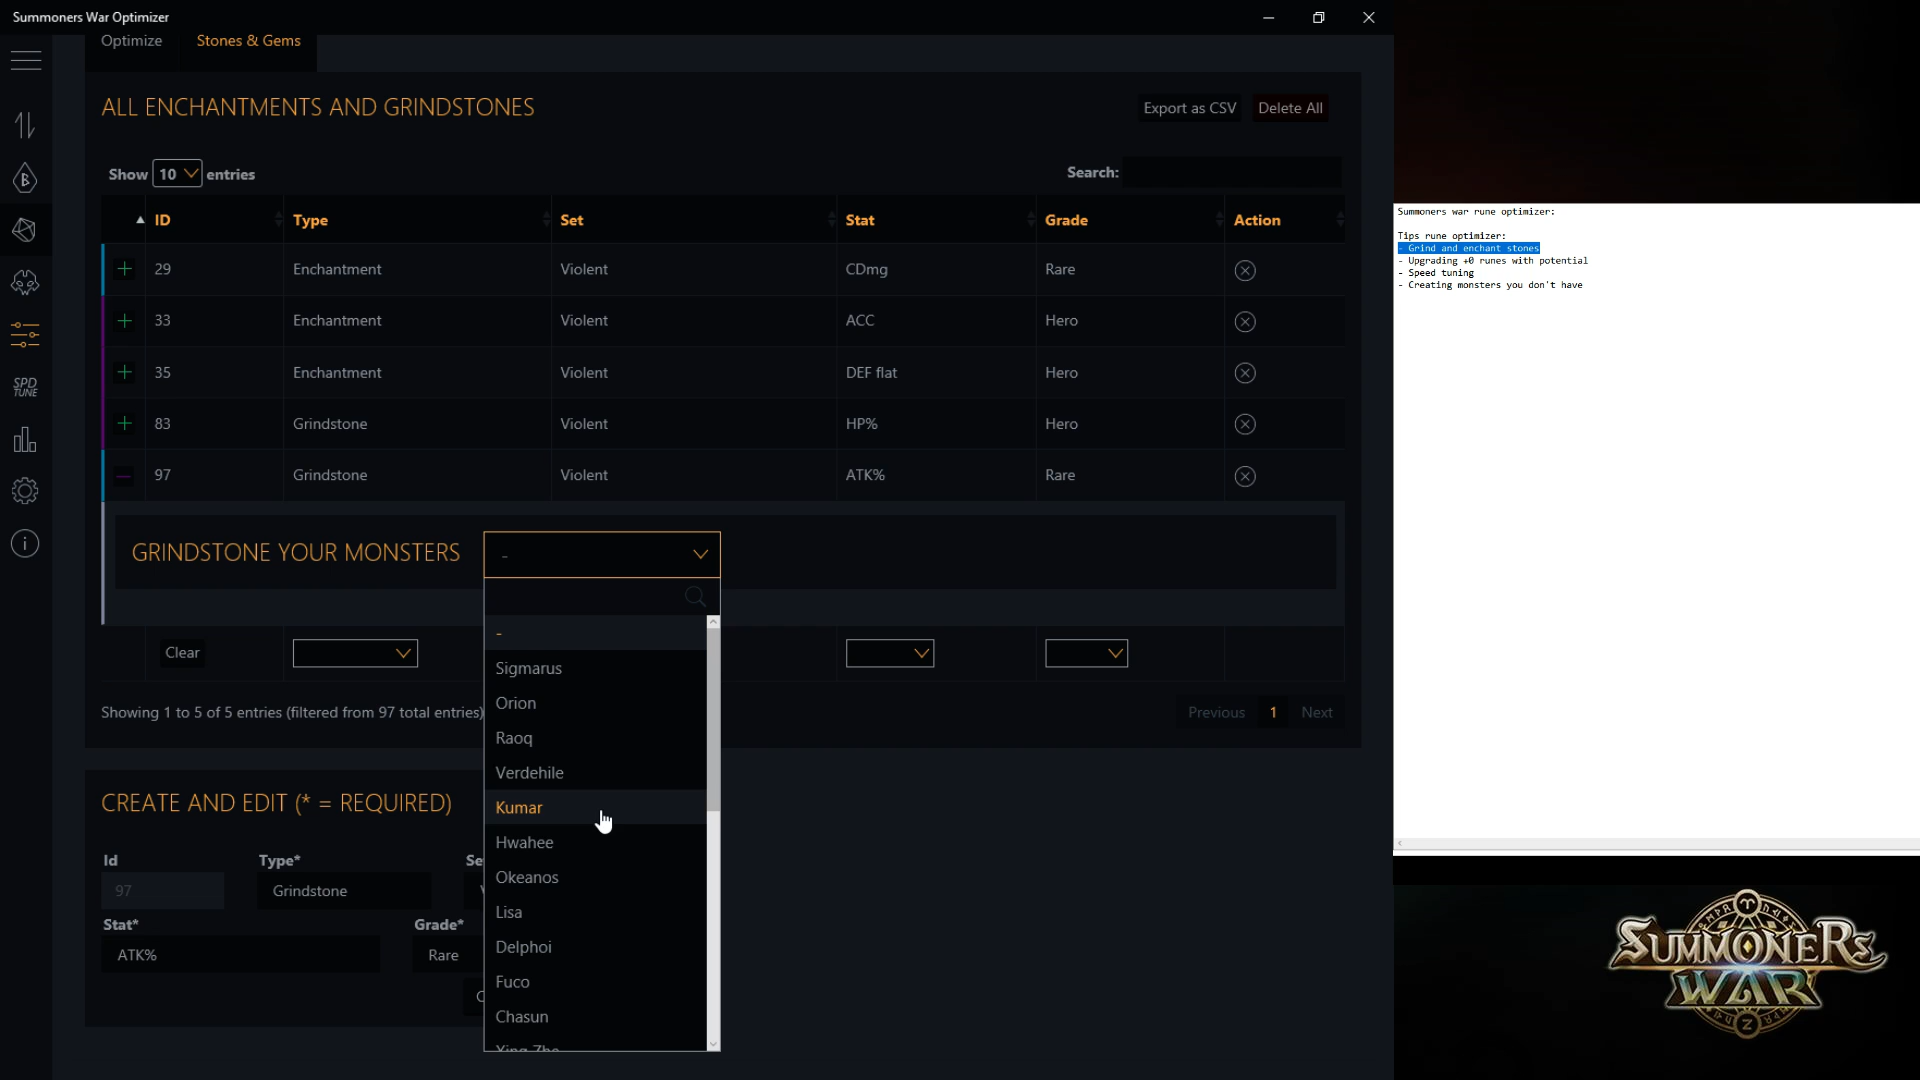 Summoners War Optimizer
Optimize
Stones & Gems
ALL ENCHANTMENTS AND GRINDSTONES
Export as CSV
Delete All
Show 10 entries
Search:
ID Type Set Stat Grade Action
29 Enchantment Violent CDmg Rare
33 Enchantment Violent ACC Hero
35 Enchantment Violent DEF flat Hero
83 Grindstone Violent HP% Hero
97 Grindstone Violent ATK% Rare
GRINDSTONE YOUR MONSTERS -
-
Sigmarus
Orion
Raoq
Verdehile
Kumar
Hwahee
Okeanos
Lisa
Delphoi
Fuco
Chasun
Clear
Showing 1 to 5 of 5 entries (filtered from 97 total entries)
Previous 1 Next
CREATE AND EDIT (* = REQUIRED)
Id Type*
97 Grindstone
Stat* Grade*
ATK% Rare
SPD TUNE
Summoners war rune optimizer:
Tips rune optimizer:
- Grind and enchant stones
- Upgrading +0 runes with potential
- Speed tuning
- Creating monsters you don't have
SUMMONERS WAR